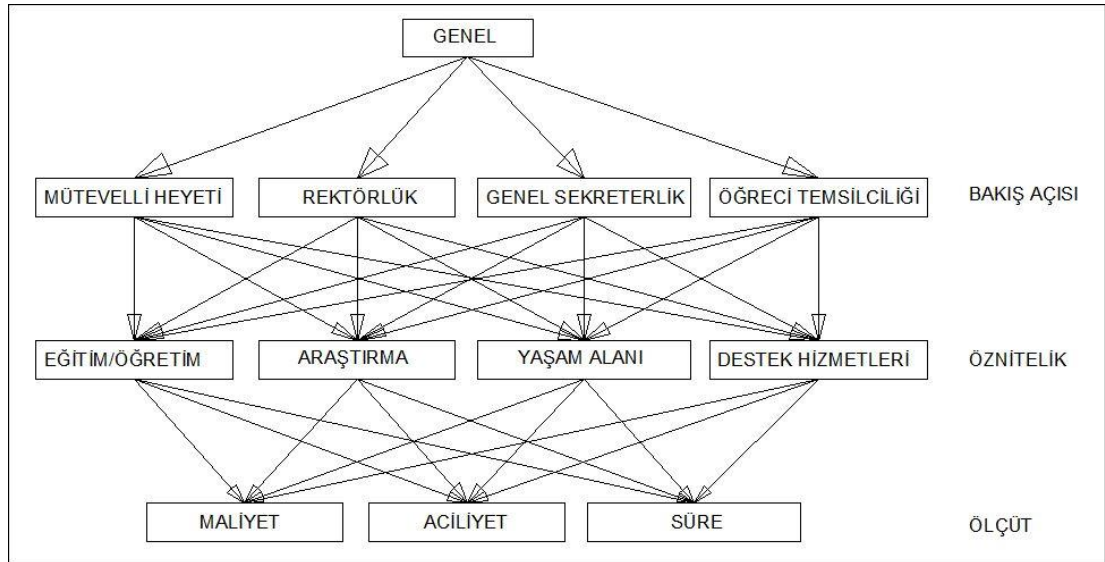 GENEL
MÜTEVELLİ HEYETİ REKTÖRLÜK GENEL SEKRETERLİK ÖĞRECİ TEMSİLCİLİĞİ BAKIŞ AÇISI
EĞİTİM/ÖĞRETİM ARAŞTIRMA YAŞAM ALANI DESTEK HİZMETLERİ ÖZNİTELİK
MALİYET ACİLİYET SÜRE ÖLÇÜT